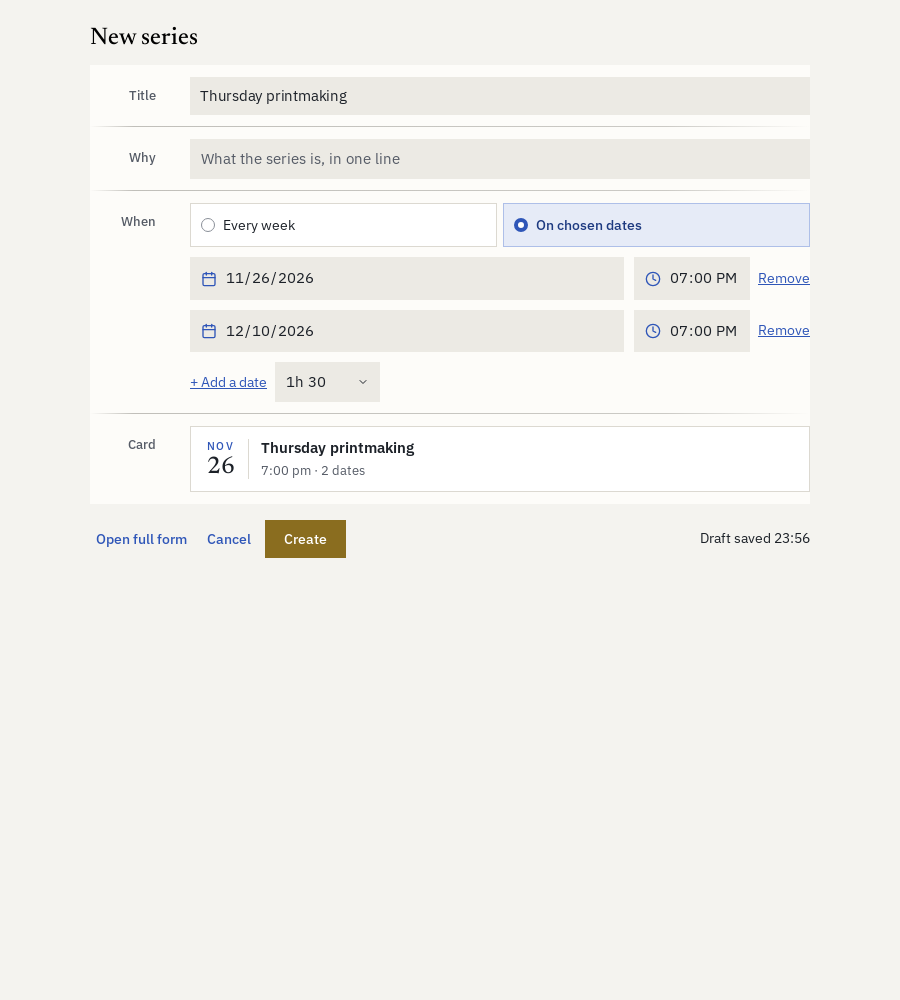 New series
Title
Thursday printmaking
Why
What the series is, in one line
When
Every week
On chosen dates
11/26/2026
07:00 PM
Remove
12/10/2026
07:00 PM
Remove
+ Add a date
1h 30
Card
NOV
26
Thursday printmaking
7:00 pm · 2 dates
Open full form
Cancel
Create
Draft saved 23:56